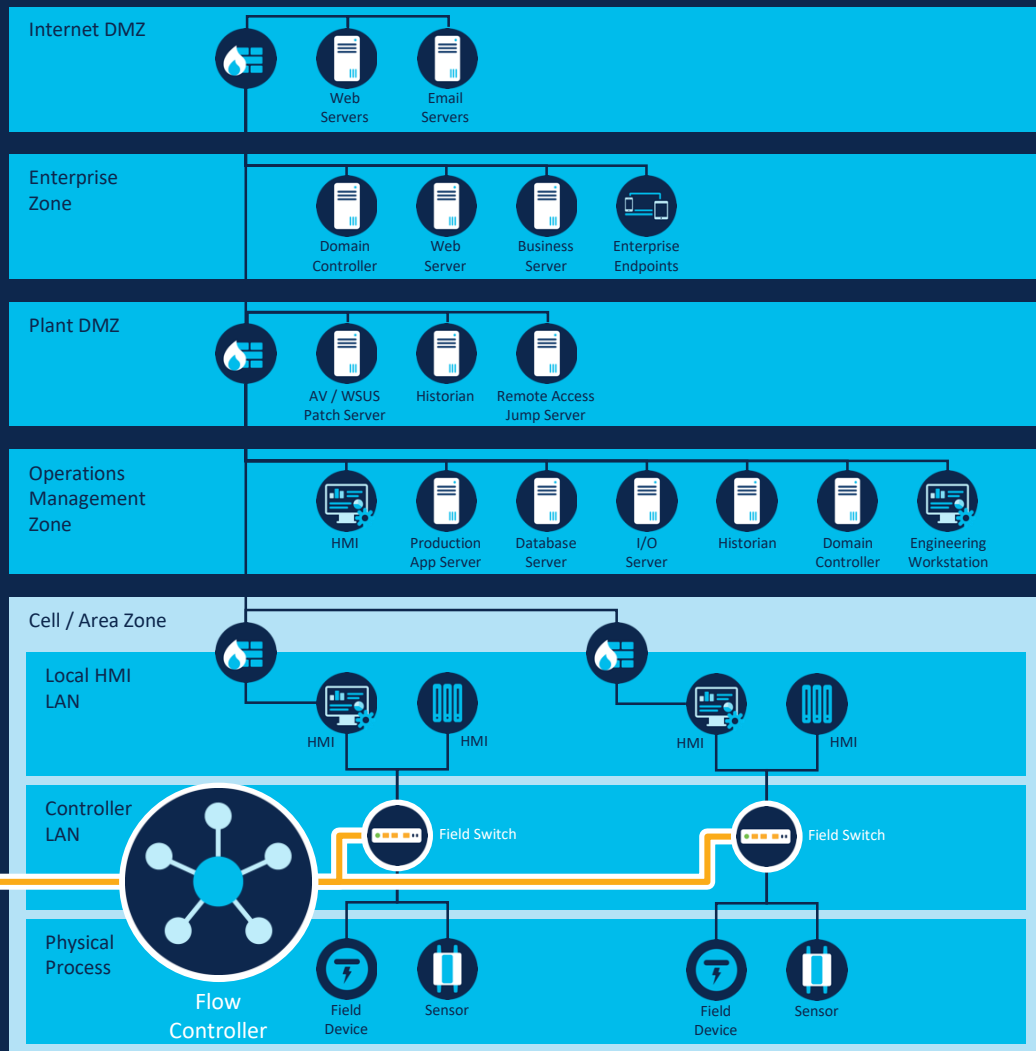 Internet DMZ
Web
Servers
Email
Servers
Enterprise
Zone
Domain
Controller
Web
Server
Business
Server
Enterprise
Endpoints
Plant DMZ
AV / WSUS
Patch Server
Historian
Remote Access
Jump Server
Operations
Management
Zone
HMI
Production
App Server
Database
Server
I/O
Server
Historian
Domain
Controller
Engineering
Workstation
Cell / Area Zone
Local HMI
LAN
HMI
HMI
HMI
HMI
Controller
LAN
Field Switch
Field Switch
Physical
Process
Flow
Controller
Field
Device
Sensor
Field
Device
Sensor